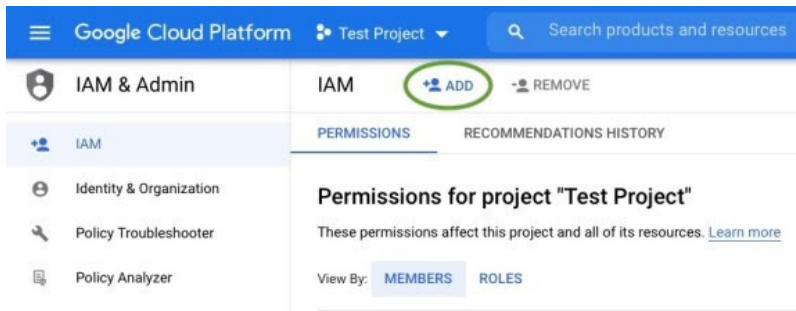 Google Cloud Platform Test Project Search products and resources
IAM & Admin IAM ADD REMOVE
IAM PERMISSIONS RECOMMENDATIONS HISTORY
Identity & Organization Permissions for project "Test Project"
Policy Troubleshooter These permissions affect this project and all of its resources. Learn more
Policy Analyzer View By: MEMBERS ROLES